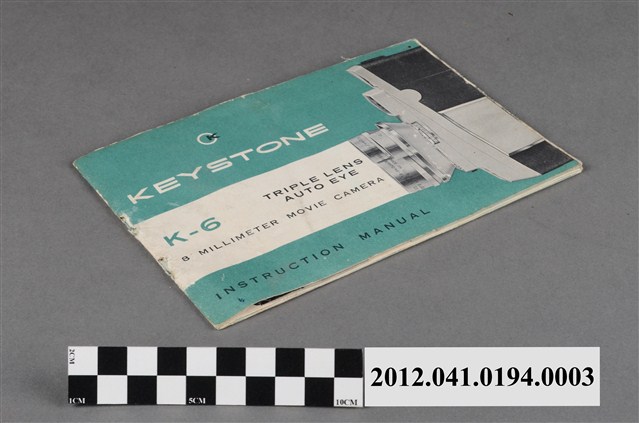 K
KEYSTONE
K-6
TRIPLE LENS
AUTO EYE
8 MILLIMETER MOVIE CAMERA
INSTRUCTION MANUAL
2CM
1CM
5CM
10CM
2012.041.0194.0003